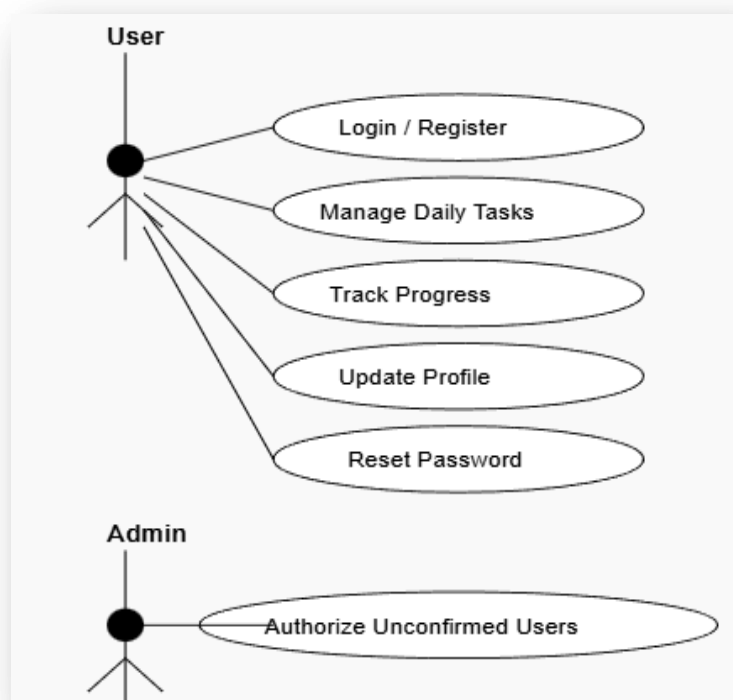 User
Login / Register
Manage Daily Tasks
Track Progress
Update Profile
Reset Password
Admin
Authorize Unconfirmed Users